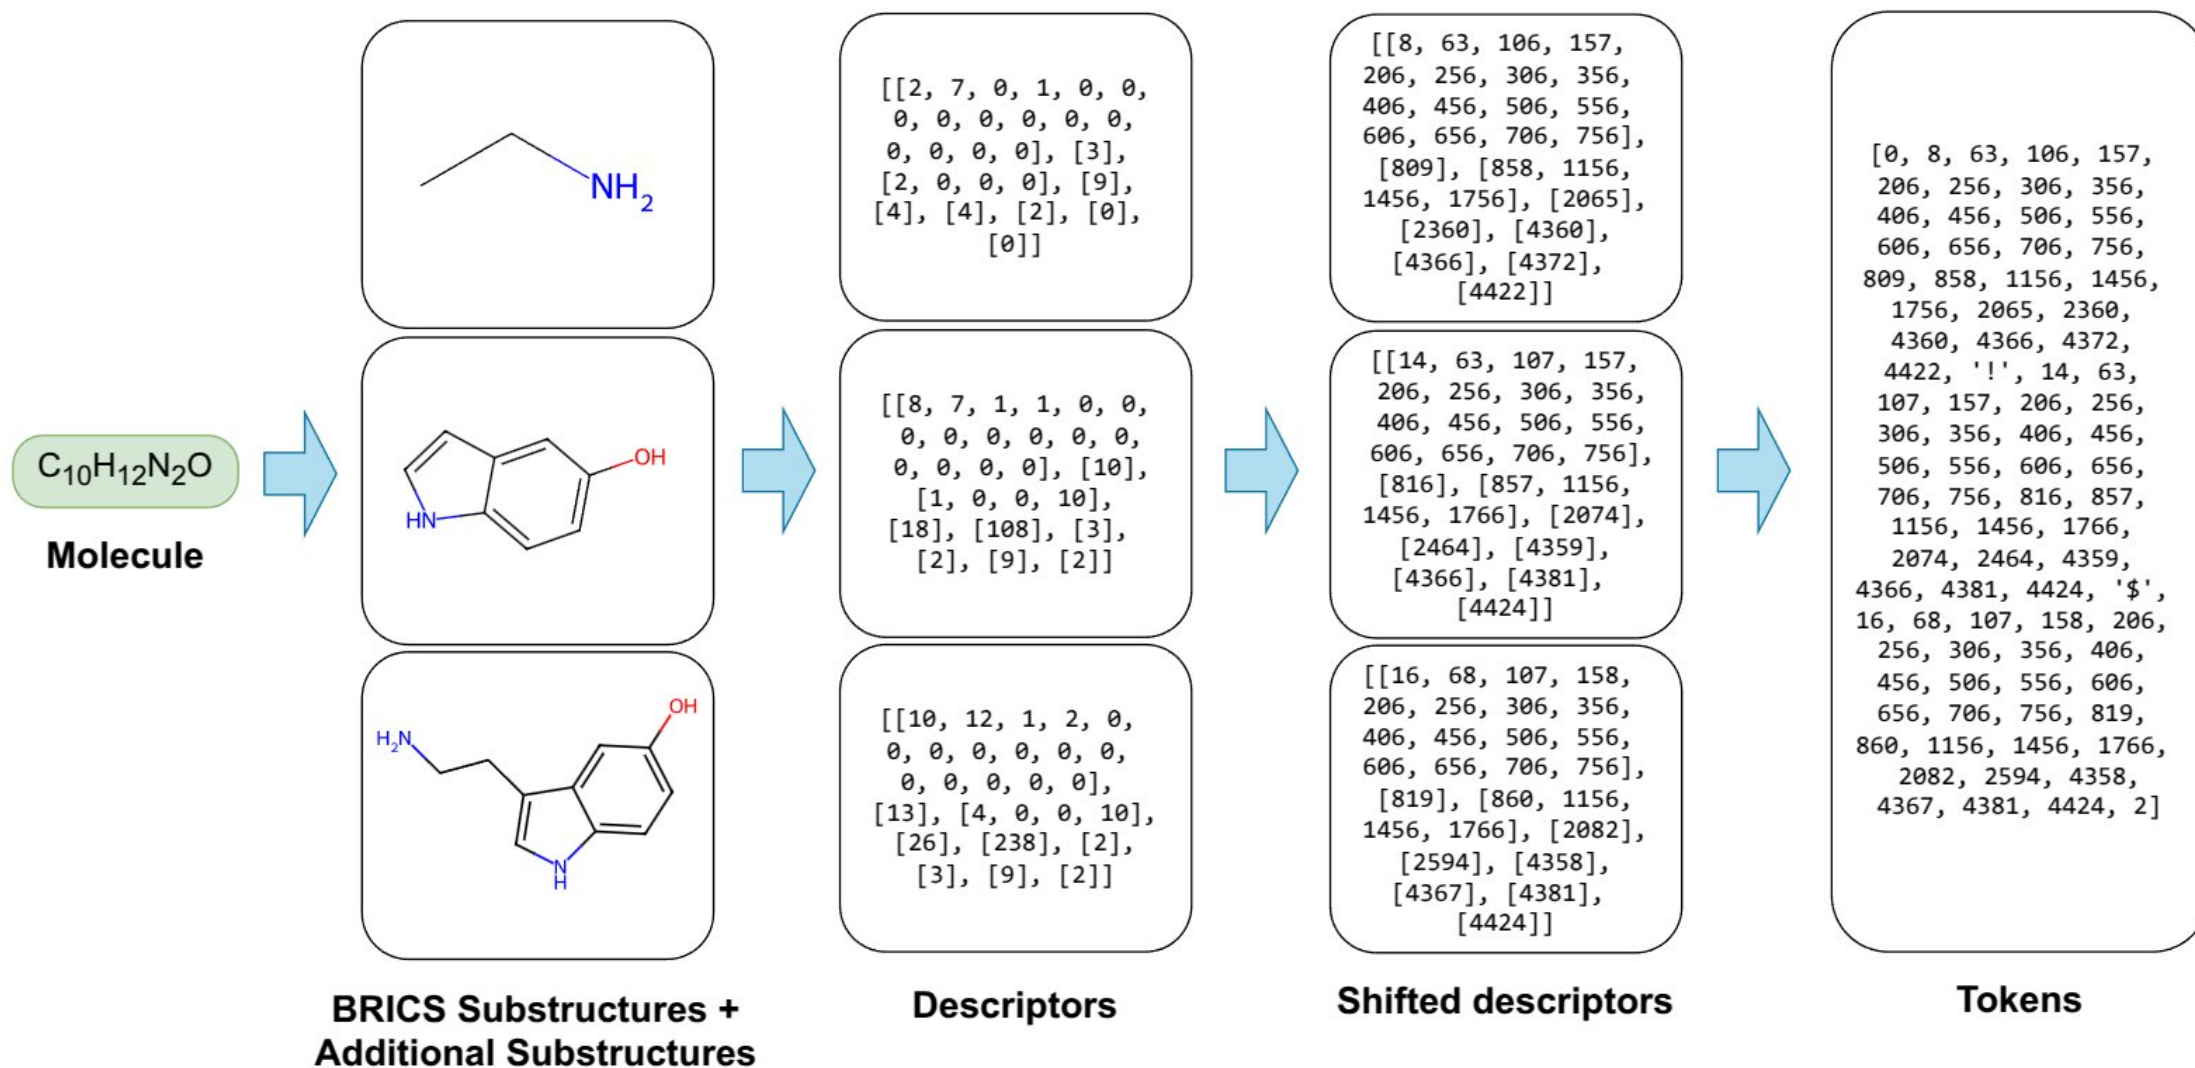 C10H12N2O
Molecule
NH2
HN
OH
H2N
OH
N
H
BRICS Substructures +
Additional Substructures
[[2, 7, 0, 1, 0, 0,
0, 0, 0, 0, 0, 0,
0, 0, 0, 0], [3],
[2, 0, 0, 0], [9],
[4], [4], [2], [0],
[0]]
[[8, 7, 1, 1, 0, 0,
0, 0, 0, 0, 0, 0,
0, 0, 0, 0], [10],
[1, 0, 0, 10],
[18], [108], [3],
[2], [9], [2]]
[[10, 12, 1, 2, 0,
0, 0, 0, 0, 0, 0,
0, 0, 0, 0, 0],
[13], [4, 0, 0, 10],
[26], [238], [2],
[3], [9], [2]]
Descriptors
[[8, 63, 106, 157,
206, 256, 306, 356,
406, 456, 506, 556,
606, 656, 706, 756],
[809], [858, 1156,
1456, 1756], [2065],
[2360], [4360],
[4366], [4372],
[4422]]
[[14, 63, 107, 157,
206, 256, 306, 356,
406, 456, 506, 556,
606, 656, 706, 756],
[816], [857, 1156,
1456, 1766], [2074],
[2464], [4359],
[4366], [4381],
[4424]]
[[16, 68, 107, 158,
206, 256, 306, 356,
406, 456, 506, 556,
606, 656, 706, 756],
[819], [860, 1156,
1456, 1766], [2082],
[2594], [4358],
[4367], [4381],
[4424]]
Shifted descriptors
[0, 8, 63, 106, 157,
206, 256, 306, 356,
406, 456, 506, 556,
606, 656, 706, 756,
809, 858, 1156, 1456,
1756, 2065, 2360,
4360, 4366, 4372,
4422, '!', 14, 63,
107, 157, 206, 256,
306, 356, 406, 456,
506, 556, 606, 656,
706, 756, 816, 857,
1156, 1456, 1766,
2074, 2464, 4359,
4366, 4381, 4424, '$',
16, 68, 107, 158, 206,
256, 306, 356, 406,
456, 506, 556, 606,
656, 706, 756, 819,
860, 1156, 1456, 1766,
2082, 2594, 4358,
4367, 4381, 4424, 2]
Tokens